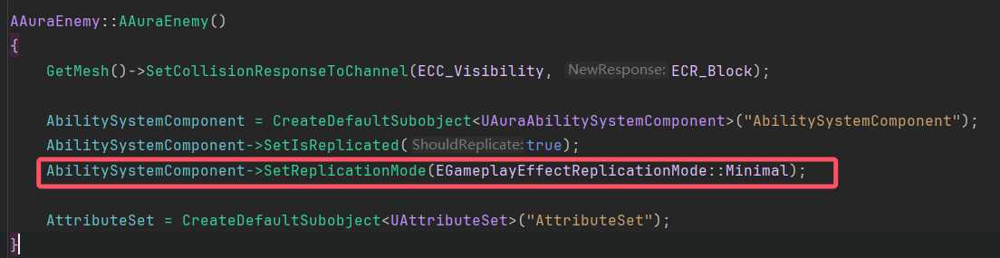 AAuraEnemy::AAuraEnemy()
{
GetMesh()->SetCollisionResponseToChannel(ECC_Visibility, NewResponse: ECR_Block);
AbilitySystemComponent = CreateDefaultSubobject<UAuraAbilitySystemComponent>("AbilitySystemComponent");
AbilitySystemComponent->SetIsReplicated( ShouldReplicate: true);
AbilitySystemComponent->SetReplicationMode(EGameplayEffectReplicationMode::Minimal);
AttributeSet = CreateDefaultSubobject<UAttributeSet>("AttributeSet");
}